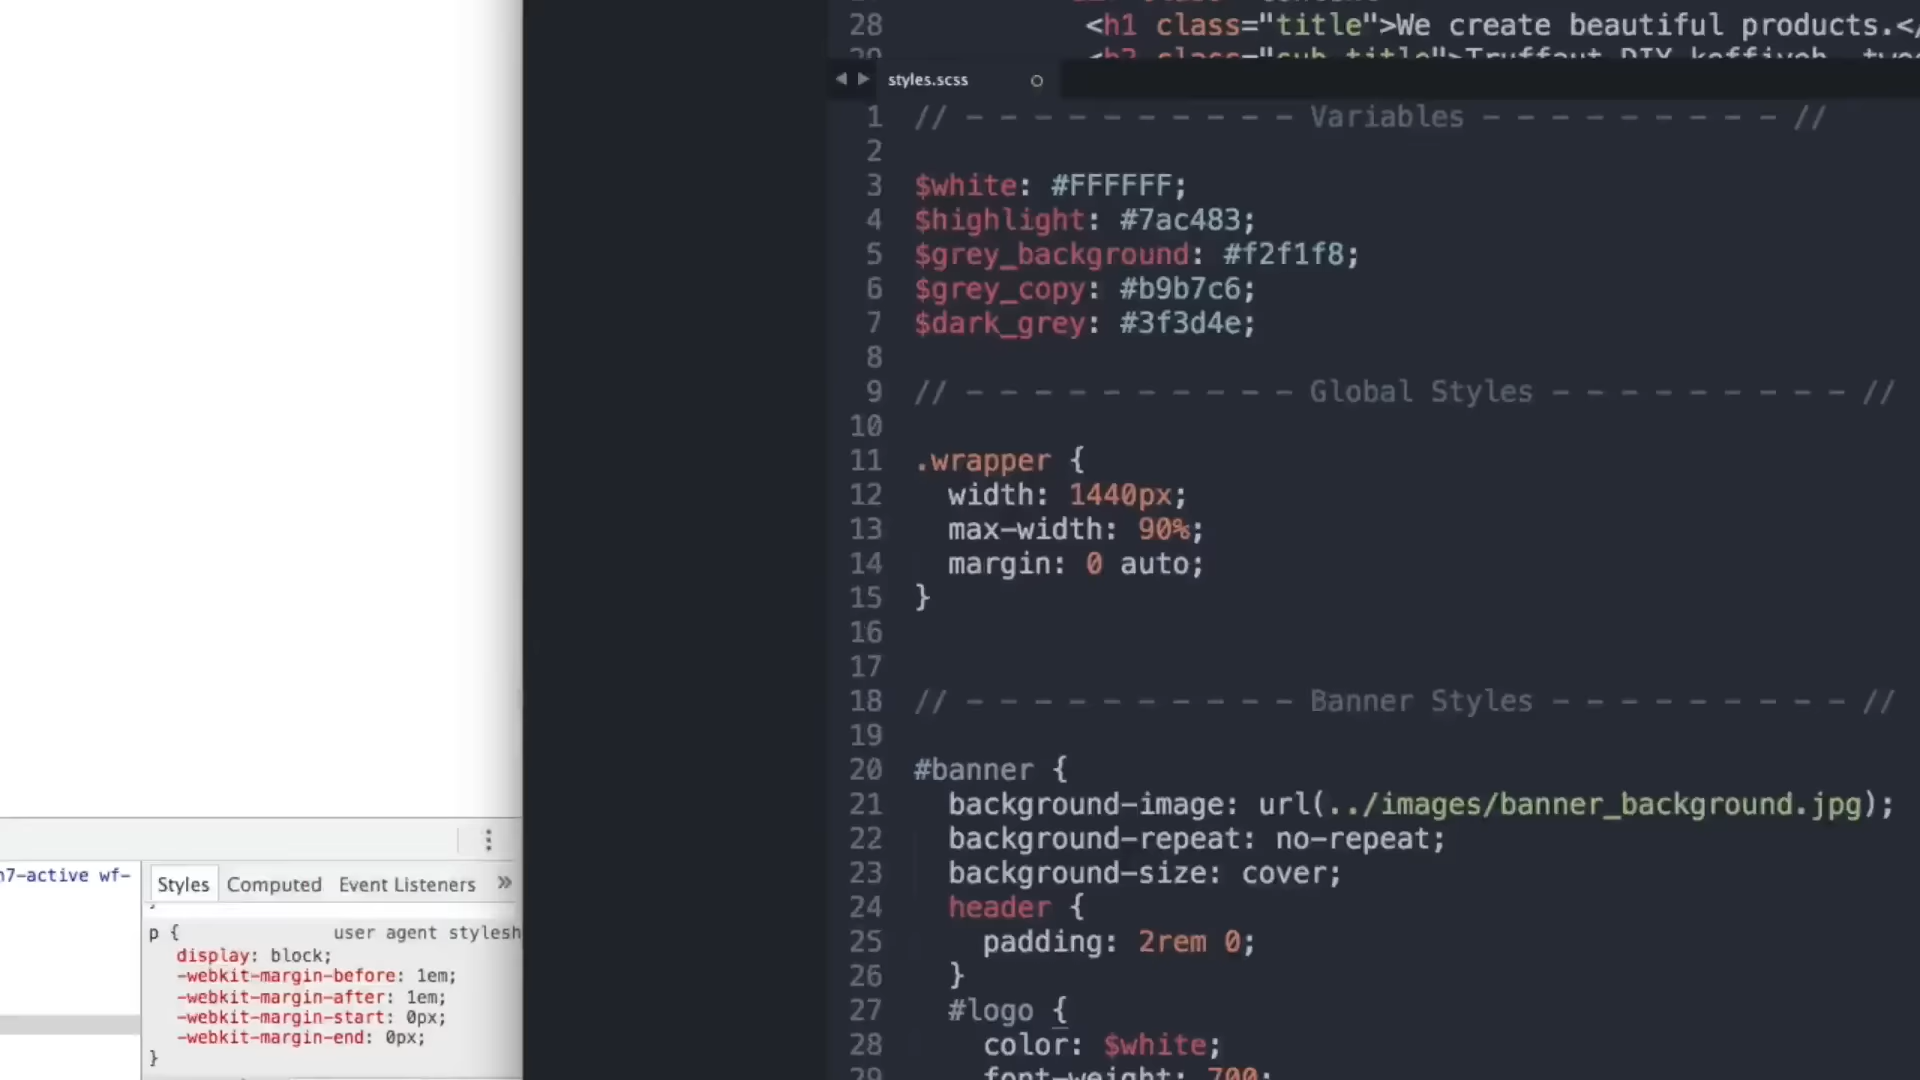 28 <h1 class="title">We create beautiful products.</
<h2 class="sub_title">Truffaut DIY keffiyeh, 
styles.scss
1 // - - - - - - - - - - Variables - - - - - - - - - //
2
3 $white: #FFFFFF;
4 $highlight: #7ac483;
5 $grey_background: #f2f1f8;
6 $grey_copy: #b9b7c6;
7 $dark_grey: #3f3d4e;
8
9 // - - - - - - - - - - Global Styles - - - - - - - - - //
10
11 .wrapper {
12 width: 1440px;
13 max-width: 90%;
14 margin: 0 auto;
15 }
16
17
18 // - - - - - - - - - - Banner Styles - - - - - - - - - //
19
20 #banner {
21 background-image: url(../images/banner_background.jpg);
22 background-repeat: no-repeat;
23 background-size: cover;
24 header {
25 padding: 2rem 0;
26 }
27 #logo {
28 color: $white;
29 font-weight: 700;
n7-active wf-
Styles Computed Event Listeners »
p { user agent stylesh
display: block;
-webkit-margin-before: 1em;
-webkit-margin-after: 1em;
-webkit-margin-start: 0px;
-webkit-margin-end: 0px;
}